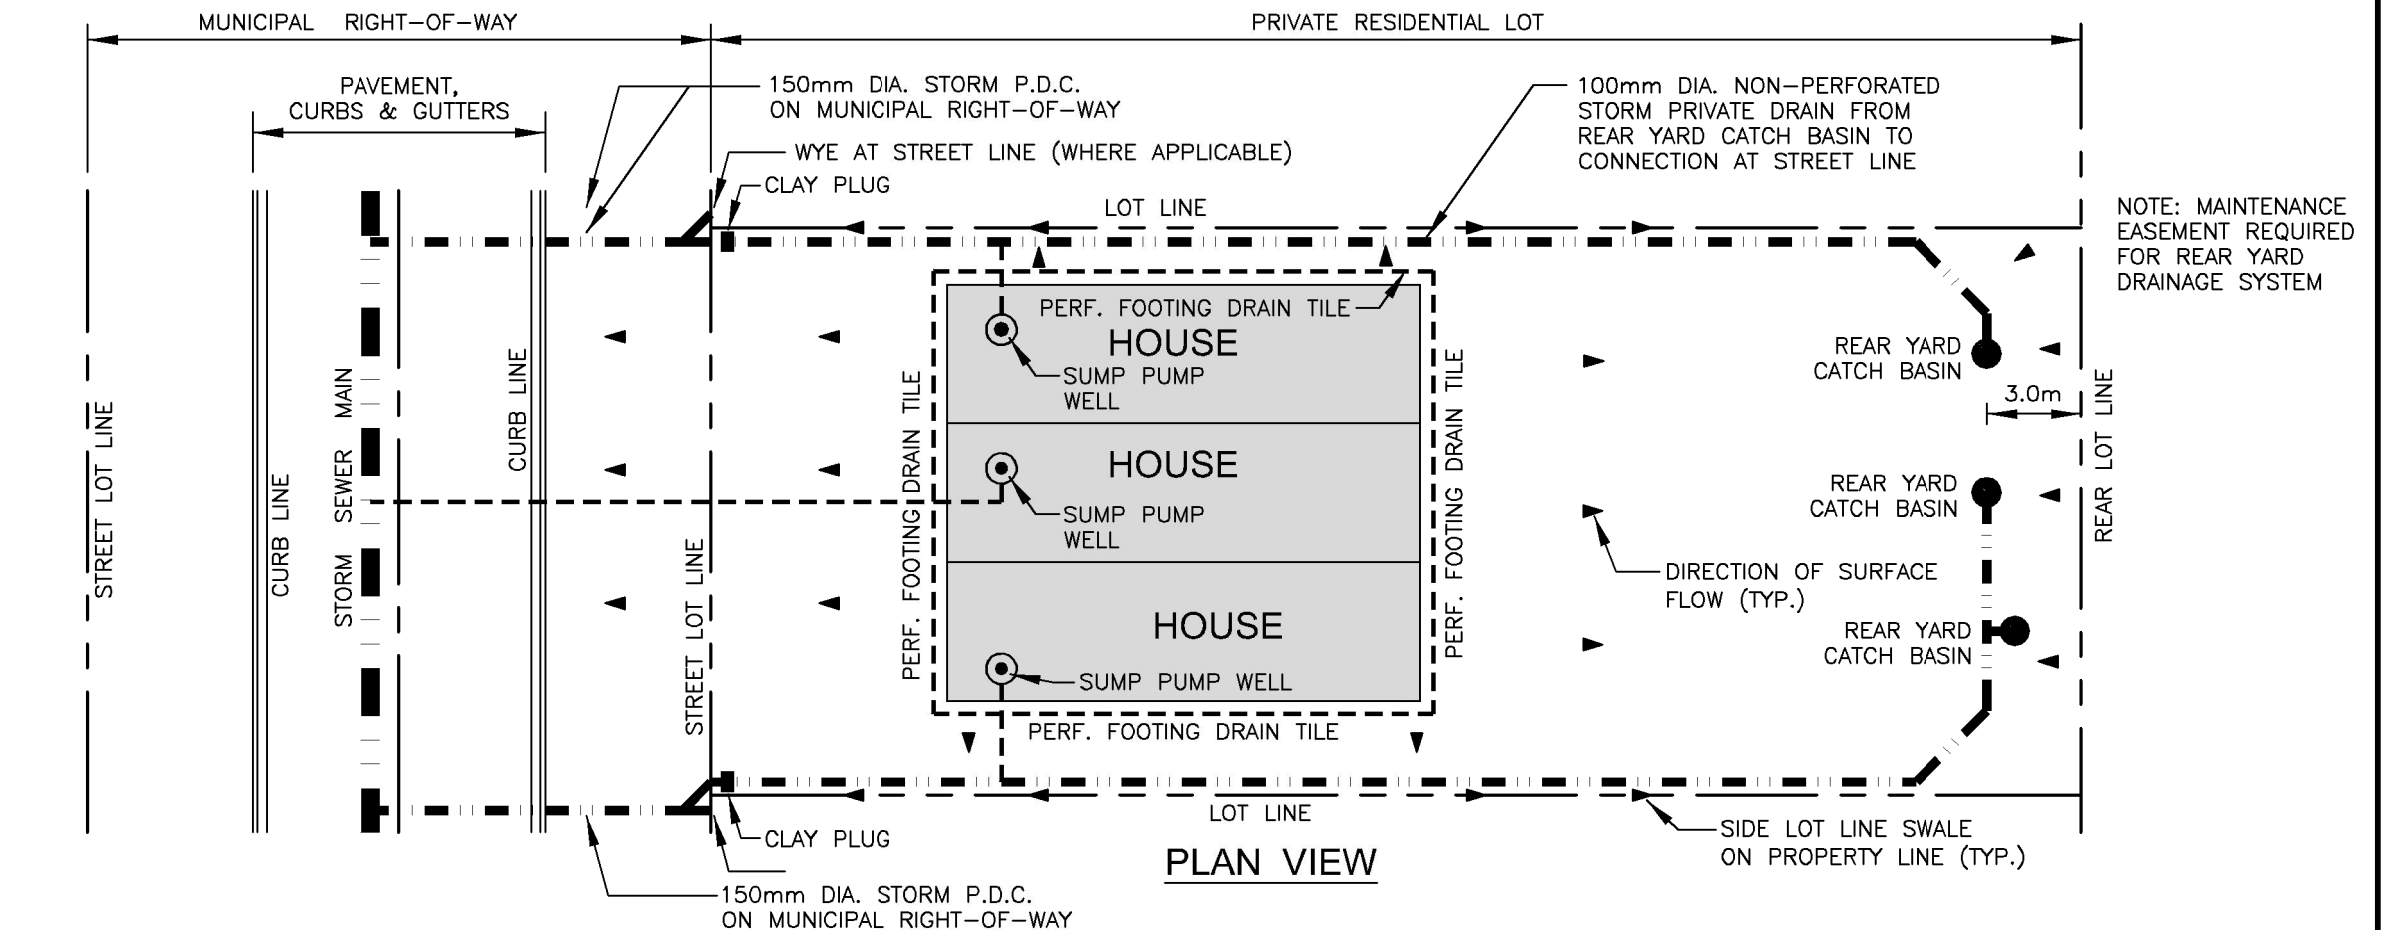 MUNICIPAL RIGHT-OF-WAY
PRIVATE RESIDENTIAL LOT
PAVEMENT,
CURBS & GUTTERS
150mm DIA. STORM P.D.C.
ON MUNICIPAL RIGHT-OF-WAY
WYE AT STREET LINE (WHERE APPLICABLE)
CLAY PLUG
100mm DIA. NON-PERFORATED
STORM PRIVATE DRAIN FROM
REAR YARD CATCH BASIN TO
CONNECTION AT STREET LINE
LOT LINE
NOTE: MAINTENANCE
EASEMENT REQUIRED
FOR REAR YARD
DRAINAGE SYSTEM
PERF. FOOTING DRAIN TILE
HOUSE
SUMP PUMP
WELL
REAR YARD
CATCH BASIN
3.0m
HOUSE
SUMP PUMP
WELL
REAR YARD
CATCH BASIN
DIRECTION OF SURFACE
FLOW (TYP.)
HOUSE
SUMP PUMP WELL
REAR YARD
CATCH BASIN
STREET LOT LINE
CURB LINE
STORM SEWER MAIN
CURB LINE
STREET LOT LINE
PERF. FOOTING DRAIN TILE
PERF. FOOTING DRAIN TILE
REAR LOT LINE
PERF. FOOTING DRAIN TILE
LOT LINE
CLAY PLUG
SIDE LOT LINE SWALE
ON PROPERTY LINE (TYP.)
PLAN VIEW
150mm DIA. STORM P.D.C.
ON MUNICIPAL RIGHT-OF-WAY